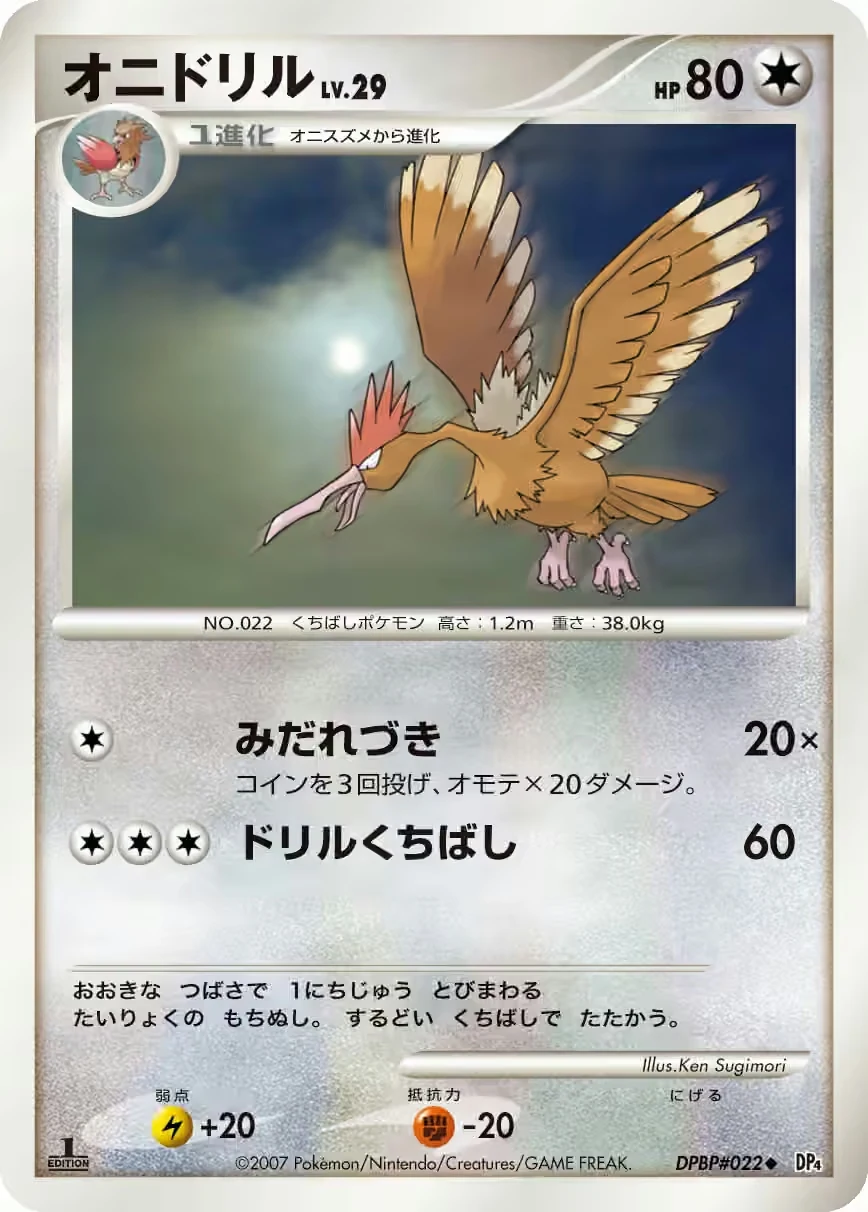 オニドリル LV.29 HP 80
1進化 オニスズメから進化
NO.022 くちばしポケモン 高さ：1.2m 重さ：38.0kg
みだれづき 20×
コインを3回投げ、オモテ×20ダメージ。
ドリルくちばし 60
おおきな つばさで 1にちじゅう とびまわる
たいりょくの もちぬし。 するどい くちばしで たたかう。
Illus.Ken Sugimori
弱点 抵抗力 にげる
+20 -20
1 EDITION ©2007 Pokémon/Nintendo/Creatures/GAME FREAK. DPBP#022◆ DP4